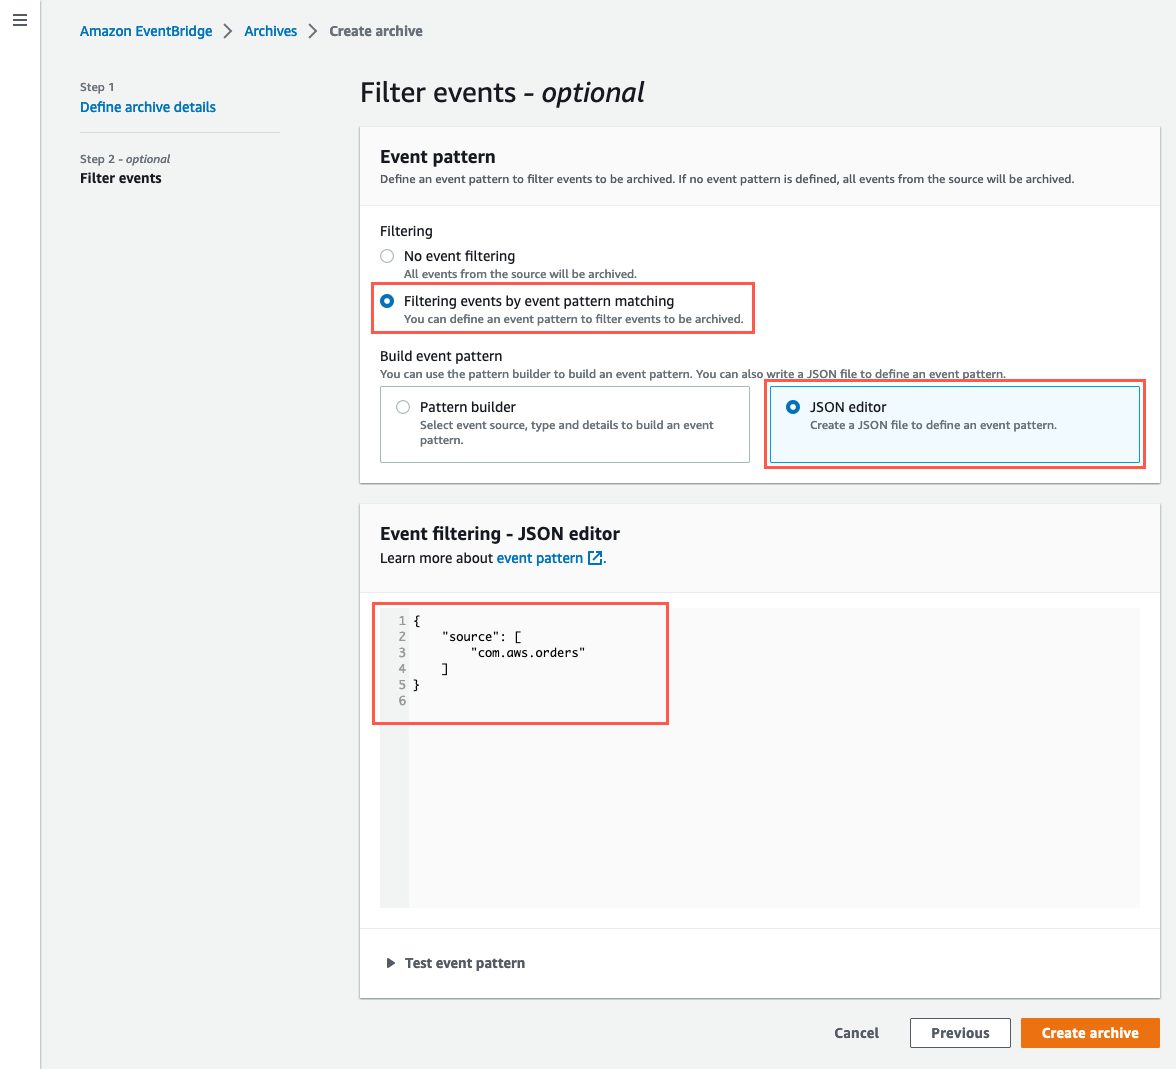 Amazon EventBridge > Archives > Create archive
Step 1
Define archive details
Step 2 - optional
Filter events
Filter events - optional
Event pattern
Define an event pattern to filter events to be archived. If no event pattern is defined, all events from the source will be archived.
Filtering
No event filtering
All events from the source will be archived.
Filtering events by event pattern matching
You can define an event pattern to filter events to be archived.
Build event pattern
You can use the pattern builder to build an event pattern. You can also write a JSON file to define an event pattern.
Pattern builder
Select event source, type and details to build an event
pattern.
JSON editor
Create a JSON file to define an event pattern.
Event filtering - JSON editor
Learn more about event pattern.
1 {
2     "source": [
3         "com.aws.orders"
4     ]
5 }
6
Test event pattern
Cancel
Previous
Create archive